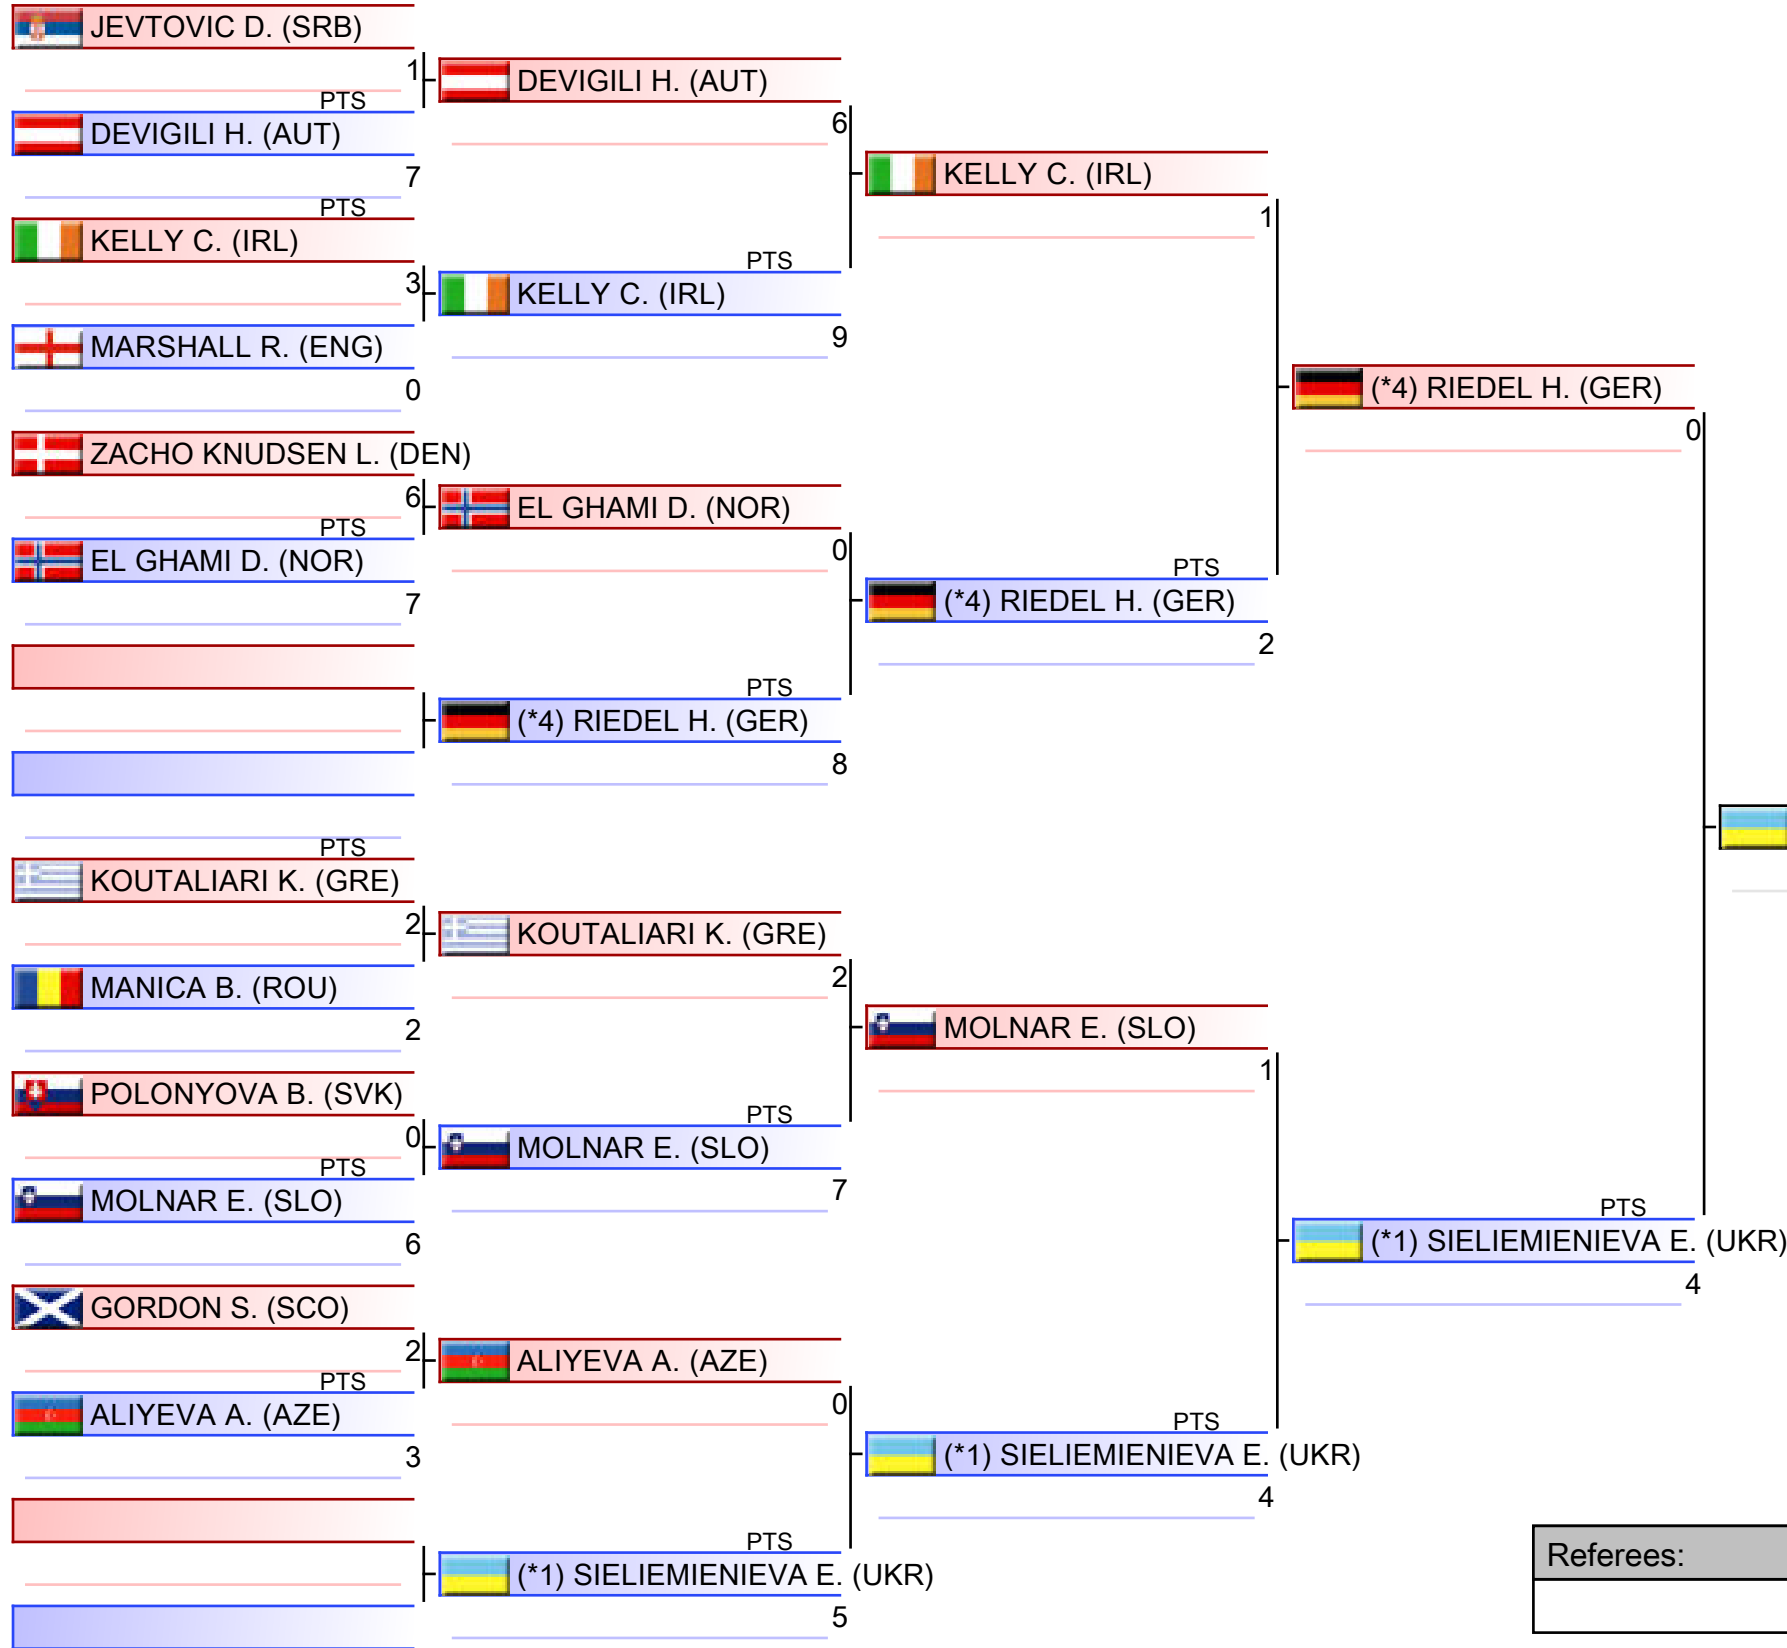 JEVTOVIC D. (SRB)
1
PTS
DEVIGILI H. (AUT)
7
PTS
KELLY C. (IRL)
3
MARSHALL R. (ENG)
0
ZACHO KNUDSEN L. (DEN)
6
PTS
EL GHAMI D. (NOR)
7
PTS
KOUTALIARI K. (GRE)
2
MANICA B. (ROU)
2
POLONYOVA B. (SVK)
0
PTS
MOLNAR E. (SLO)
6
GORDON S. (SCO)
2
PTS
ALIYEVA A. (AZE)
3
DEVIGILI H. (AUT)
6
PTS
KELLY C. (IRL)
9
EL GHAMI D. (NOR)
0
PTS
(*4) RIEDEL H. (GER)
8
KOUTALIARI K. (GRE)
2
PTS
MOLNAR E. (SLO)
7
ALIYEVA A. (AZE)
0
PTS
(*1) SIELIEMIENIEVA E. (UKR)
5
KELLY C. (IRL)
1
PTS
(*4) RIEDEL H. (GER)
2
MOLNAR E. (SLO)
1
PTS
(*1) SIELIEMIENIEVA E. (UKR)
4
(*4) RIEDEL H. (GER)
0
PTS
(*1) SIELIEMIENIEVA E. (UKR)
4
Referees: